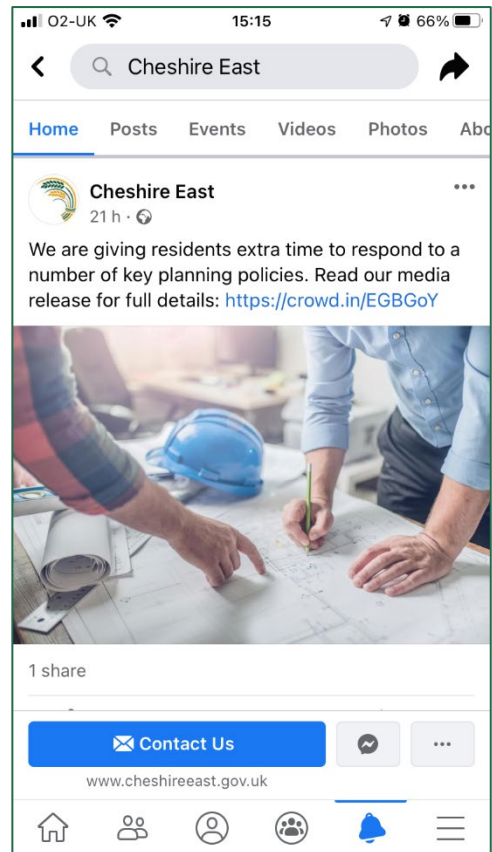 O2-UK 15:15 66%
Cheshire East
Home Posts Events Videos Photos Abo
Cheshire East
21 h ·
We are giving residents extra time to respond to a
number of key planning policies. Read our media
release for full details: https://crowd.in/EGBGoY
1 share
Contact Us
www.cheshireeast.gov.uk